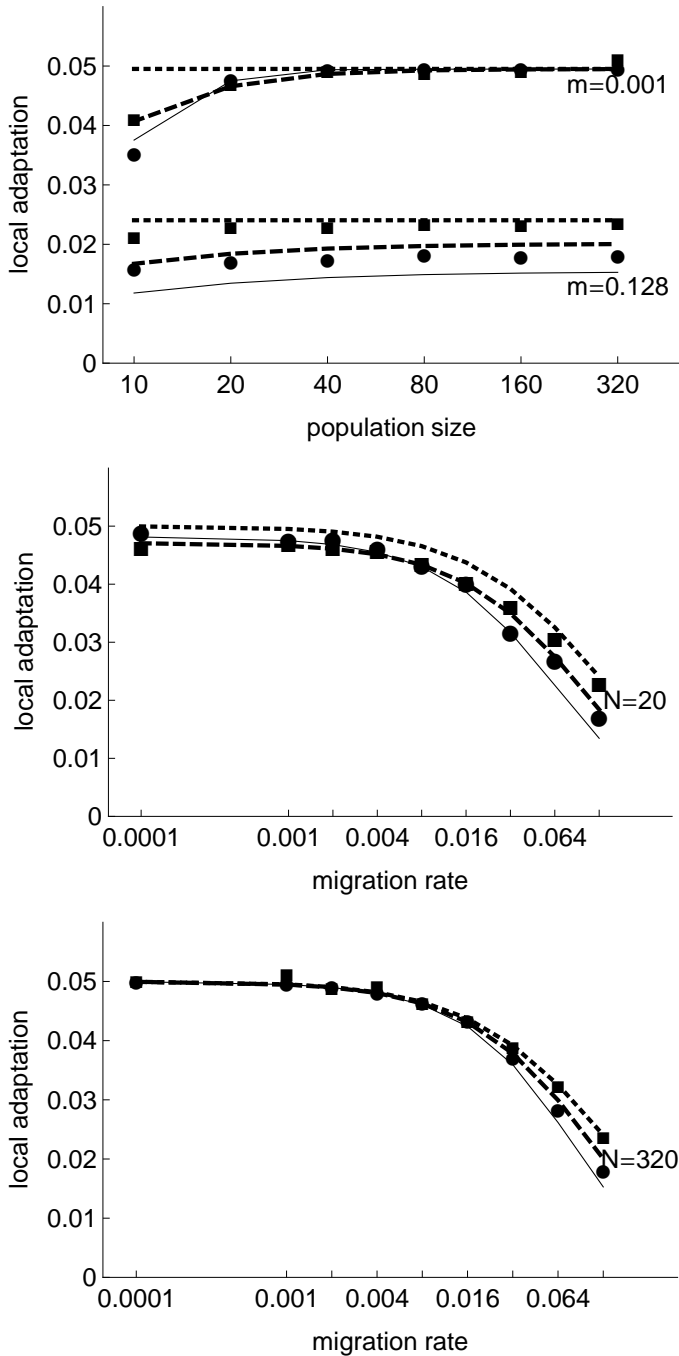 0.05
0.04
0.03
0.02
0.01
0
local adaptation
m=0.001
m=0.128
10 20 40 80 160 320
population size
0.05
0.04
0.03
0.02
0.01
0
local adaptation
N=20
0.0001 0.001 0.004 0.016 0.064
migration rate
0.05
0.04
0.03
0.02
0.01
0
local adaptation
N=320
0.0001 0.001 0.004 0.016 0.064
migration rate